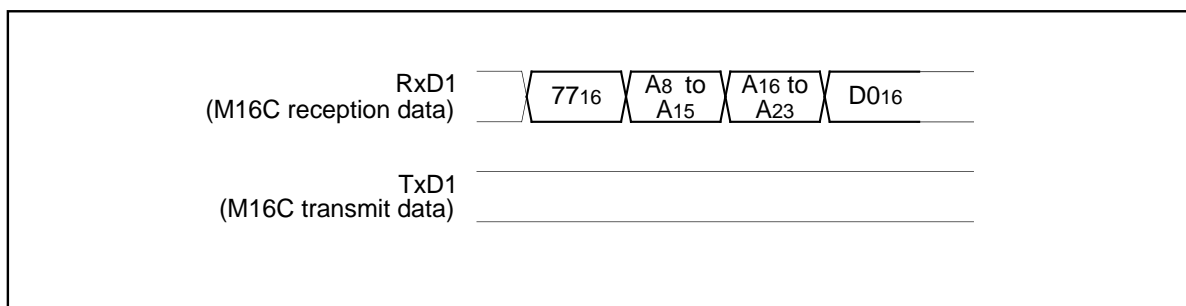 RxD1
(M16C reception data)
7716
A8 to
A15
A16 to
A23
D016
TxD1
(M16C transmit data)